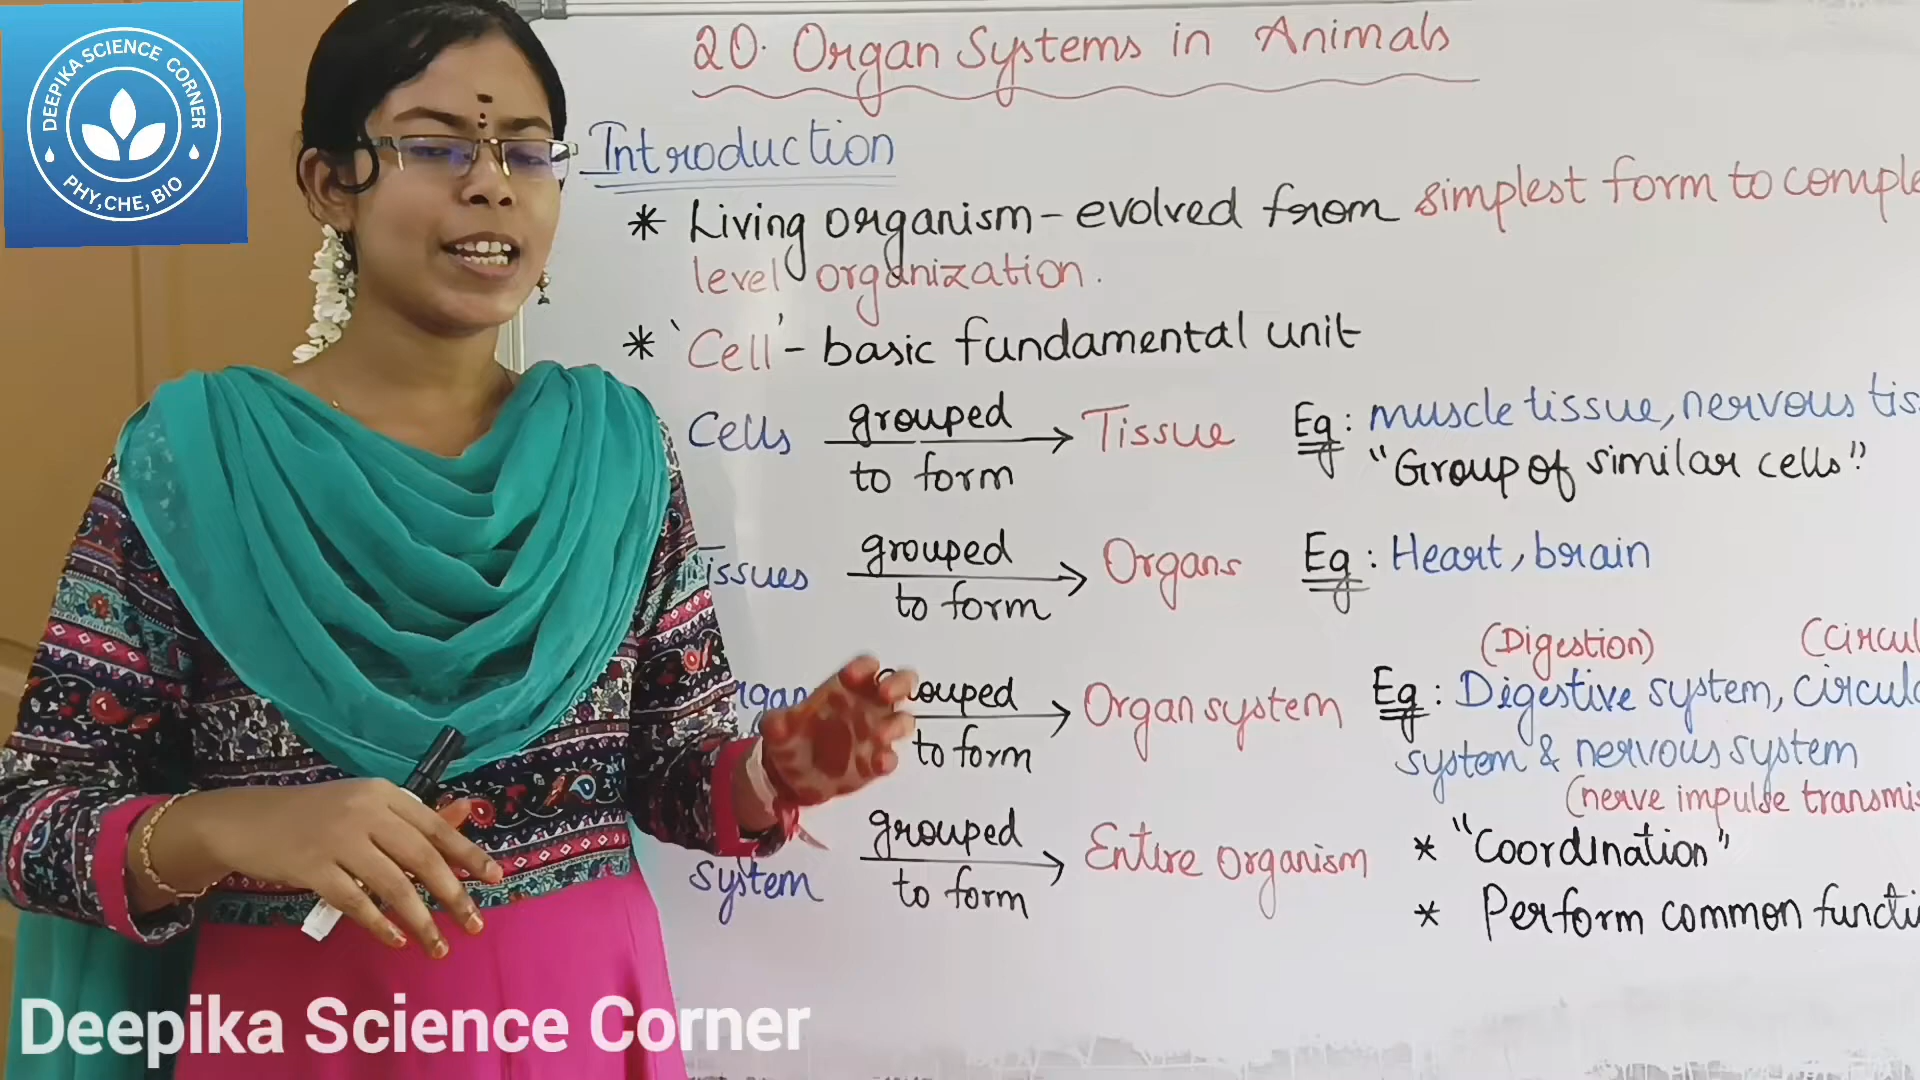 DEEPIKA SCIENCE CORNER
PHY, CHE, BIO
20. Organ Systems in Animals
Introduction
* Living organism - evolved from simplest form to comple
level organization.
* 'Cell' - basic fundamental unit
Cells grouped to form → Tissue Eg: muscle tissue, nervous tis
"Group of similar cells"
Tissues grouped to form → Organs Eg: Heart, brain
(Digestion) (circul
rgan grouped to form → Organ system Eg: Digestive system, circula
system & nervous system
(nerve impulse transmis
system grouped to form → Entire organism * "Coordination"
* Perform common functi
Deepika Science Corner